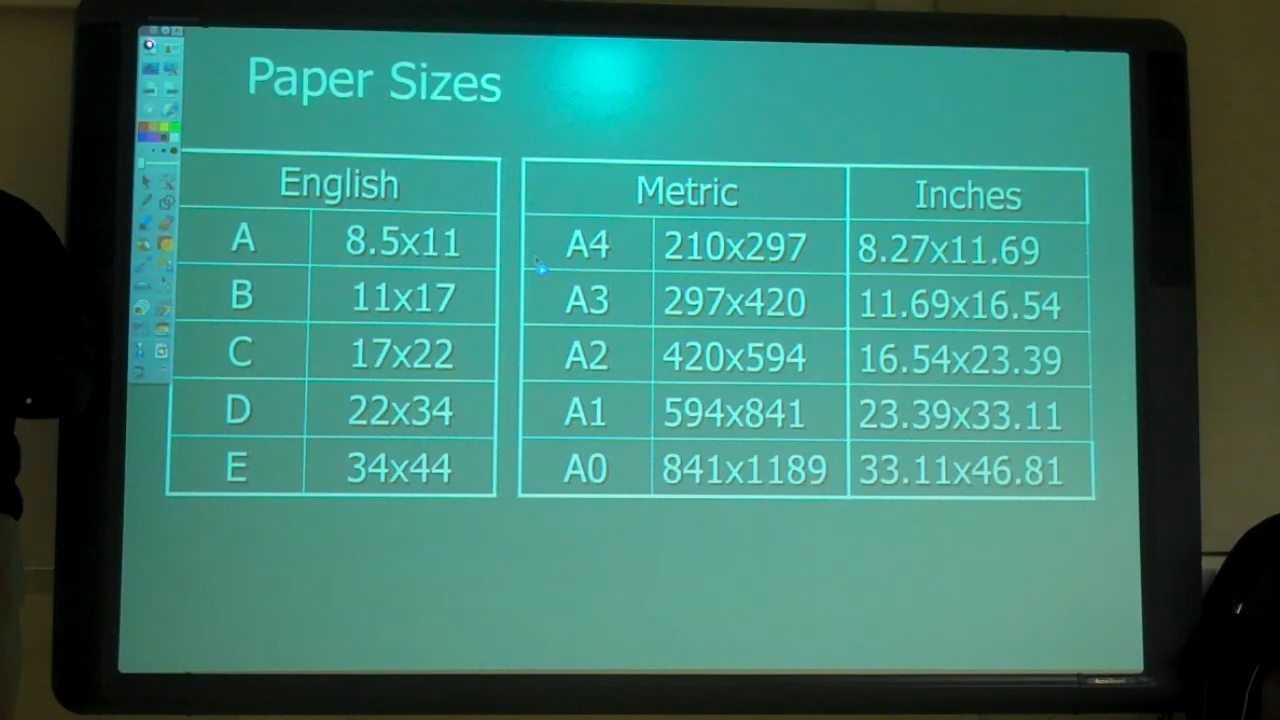 Paper Sizes
English
A 8.5x11
B 11x17
C 17x22
D 22x34
E 34x44
Metric Inches
A4 210x297 8.27x11.69
A3 297x420 11.69x16.54
A2 420x594 16.54x23.39
A1 594x841 23.39x33.11
A0 841x1189 33.11x46.81